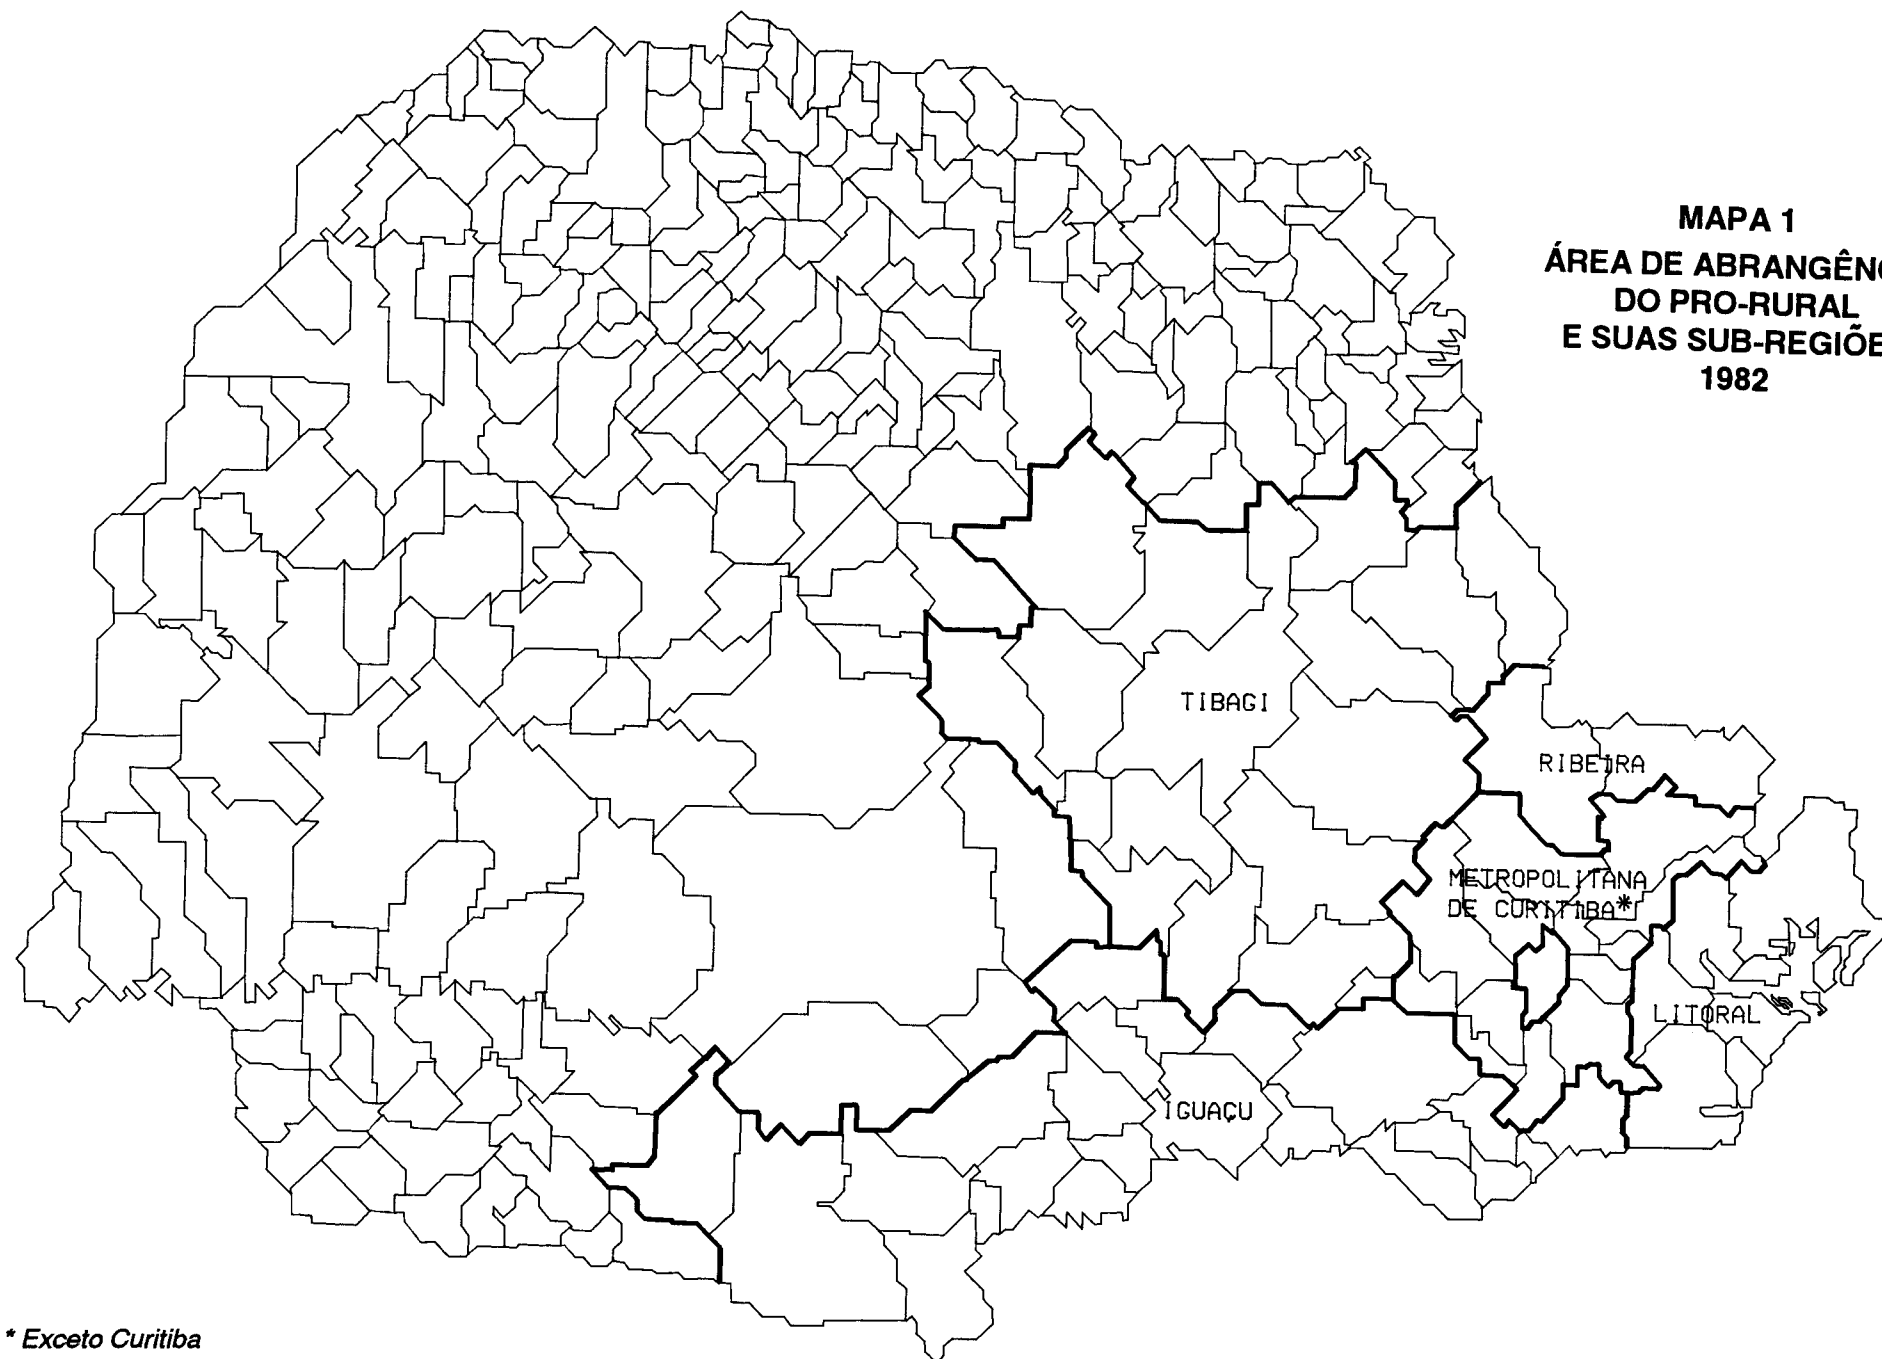 MAPA 1
ÁREA DE ABRANGÊN
DO PRO-RURAL
E SUAS SUB-REGIÕE
1982
TIBAGI
RIBEIRA
METROPOLITANA
DE CURITIBA*
LITORAL
IGUAÇU
* Exceto Curitiba